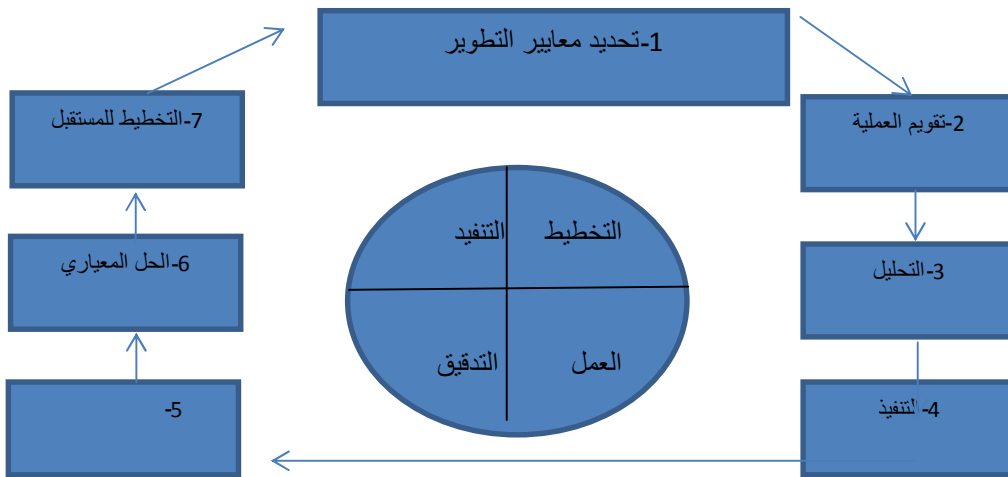 1-تحديد معايير التطوير
2-تقويم العملية
3-التحليل
4-التنفيذ
5-
6-الحل المعياري
7-التخطيط للمستقبل
التخطيط
التنفيد
العمل
التدقيق